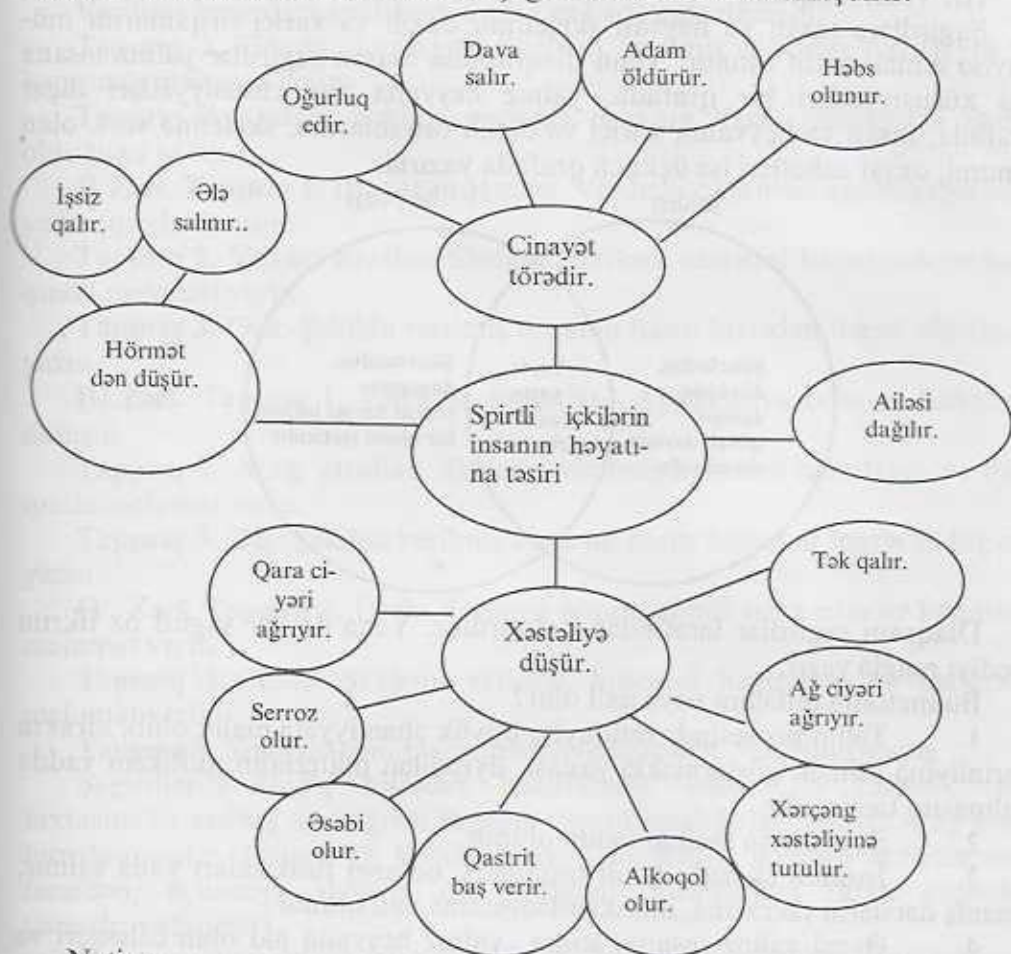 Dava
salır.
Adam
öldürür.
Həbs
olunur.
Oğurluq
edir.
İşsiz
qalır.
Ələ
salınır..
Cinayət
törədir.
Hörmət
dən düşür.
Spirtli içkilərin
insanın həyatı-
na təsiri
Ailəsi
dağılır.
Qara ci-
yəri
ağrıyır.
Tək qalır.
Xəstəliyə
düşür.
Ağ ciyəri
ağrıyır.
Serroz
olur.
Əsəbi
olur.
Qastrit
baş verir.
Alkoqol
olur.
Xərçəng
xəstəliyinə
tutulur.